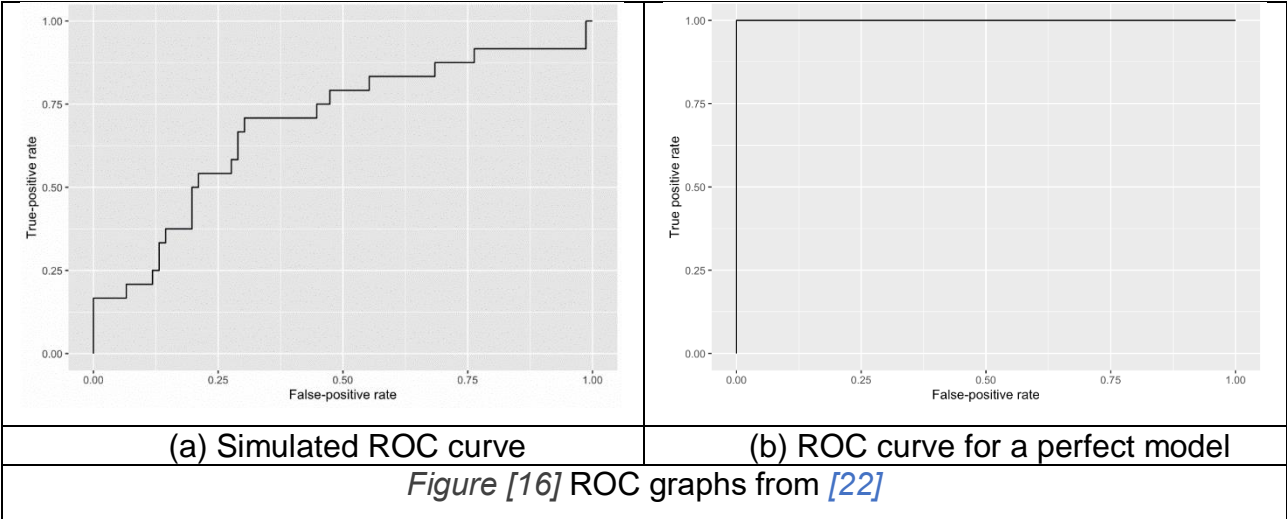 1.00
0.75
0.50
0.25
0.00
True-positive rate
0.00 0.25 0.50 0.75 1.00
False-positive rate
1.00
0.75
0.50
0.25
0.00
True positive rate
0.00 0.25 0.50 0.75 1.00
False-positive rate
(a) Simulated ROC curve
(b) ROC curve for a perfect model
Figure [16] ROC graphs from [22]